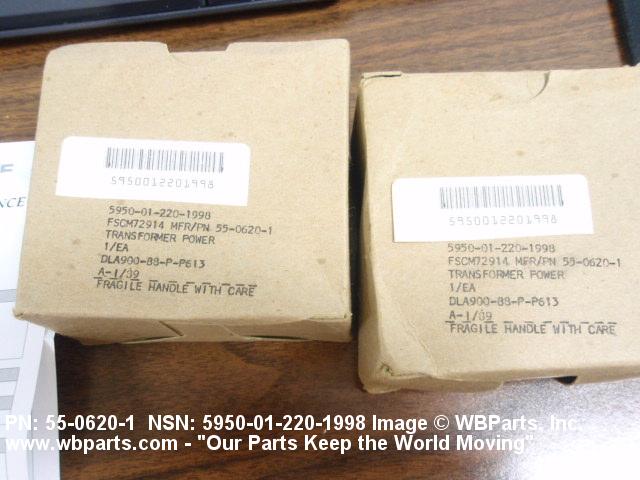 5950012201998
5950-01-220-1998
FSCM72914 MFR/PN 55-0620-1
TRANSFORMER POWER
1/EA
DLA900-88-P-P613
A-1/89
FRAGILE HANDLE WITH CARE
5950012201998
5950-01-220-1998
FSCM72914 MFR/PN 55-0620-1
TRANSFORMER POWER
1/EA
DLA900-88-P-P613
A-1/89
FRAGILE HANDLE WITH CARE
NCE
PN: 55-0620-1 NSN: 5950-01-220-1998 Image © WBParts, Inc.
www.wbparts.com - "Our Parts Keep the World Moving"